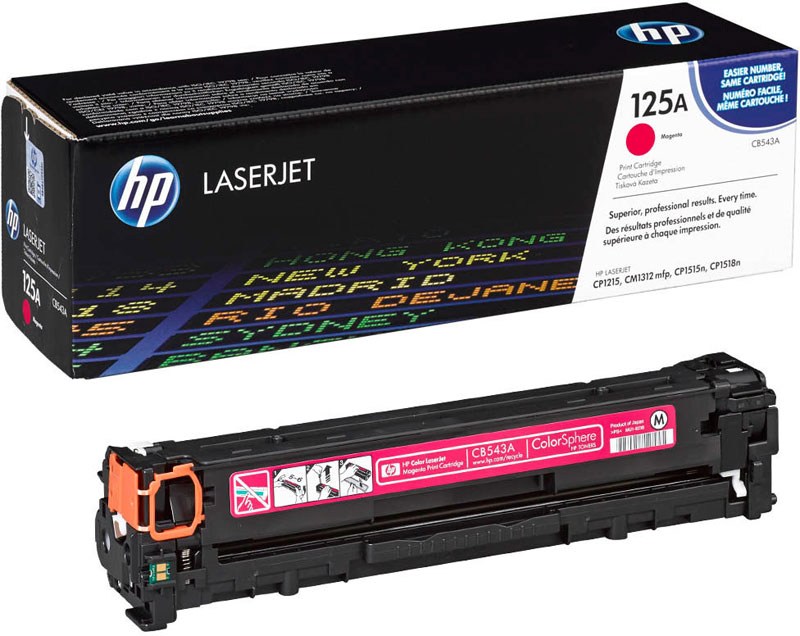 hp
EASIER NUMBER,
SAME CARTRIDGE!
NUMÉRO FACILE,
MÊME CARTOUCHE !
125A
Magenta
CB543A
Print Cartridge
Cartouche d'Impression
Tiskova Kazeta
Superior, professional results. Every time.
Des résultats professionnels et de qualité
supérieure à chaque impression.
HP LASERJET
CP1215, CM1312 mfp, CP1515n, CP1518n
hp LASERJET
HONG KONG
NEW YORK
MADRID
RIO DE JANE
SYDNEY
125A
Magenta
CB543A
hp
HP Color LaserJet
Magenta Print Cartridge
CB543A
www.hp.com/recycle
ColorSphere
HP TONERS
Product of Japan
M